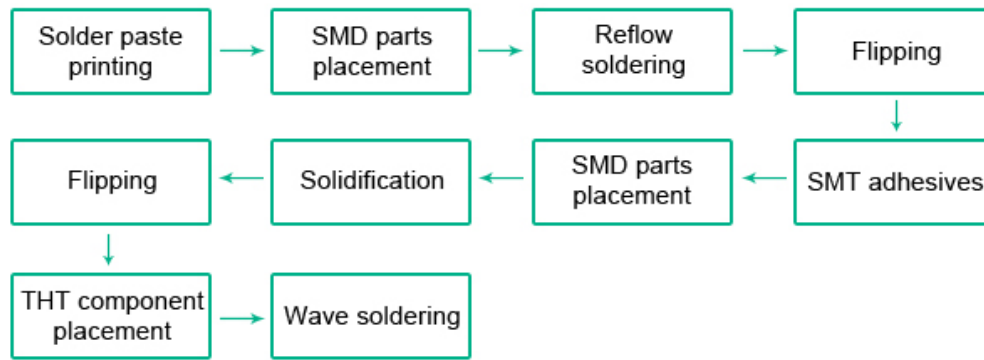 Solder paste
printing
SMD parts
placement
Reflow
soldering
Flipping
SMT adhesives
SMD parts
placement
Solidification
Flipping
THT component
placement
Wave soldering